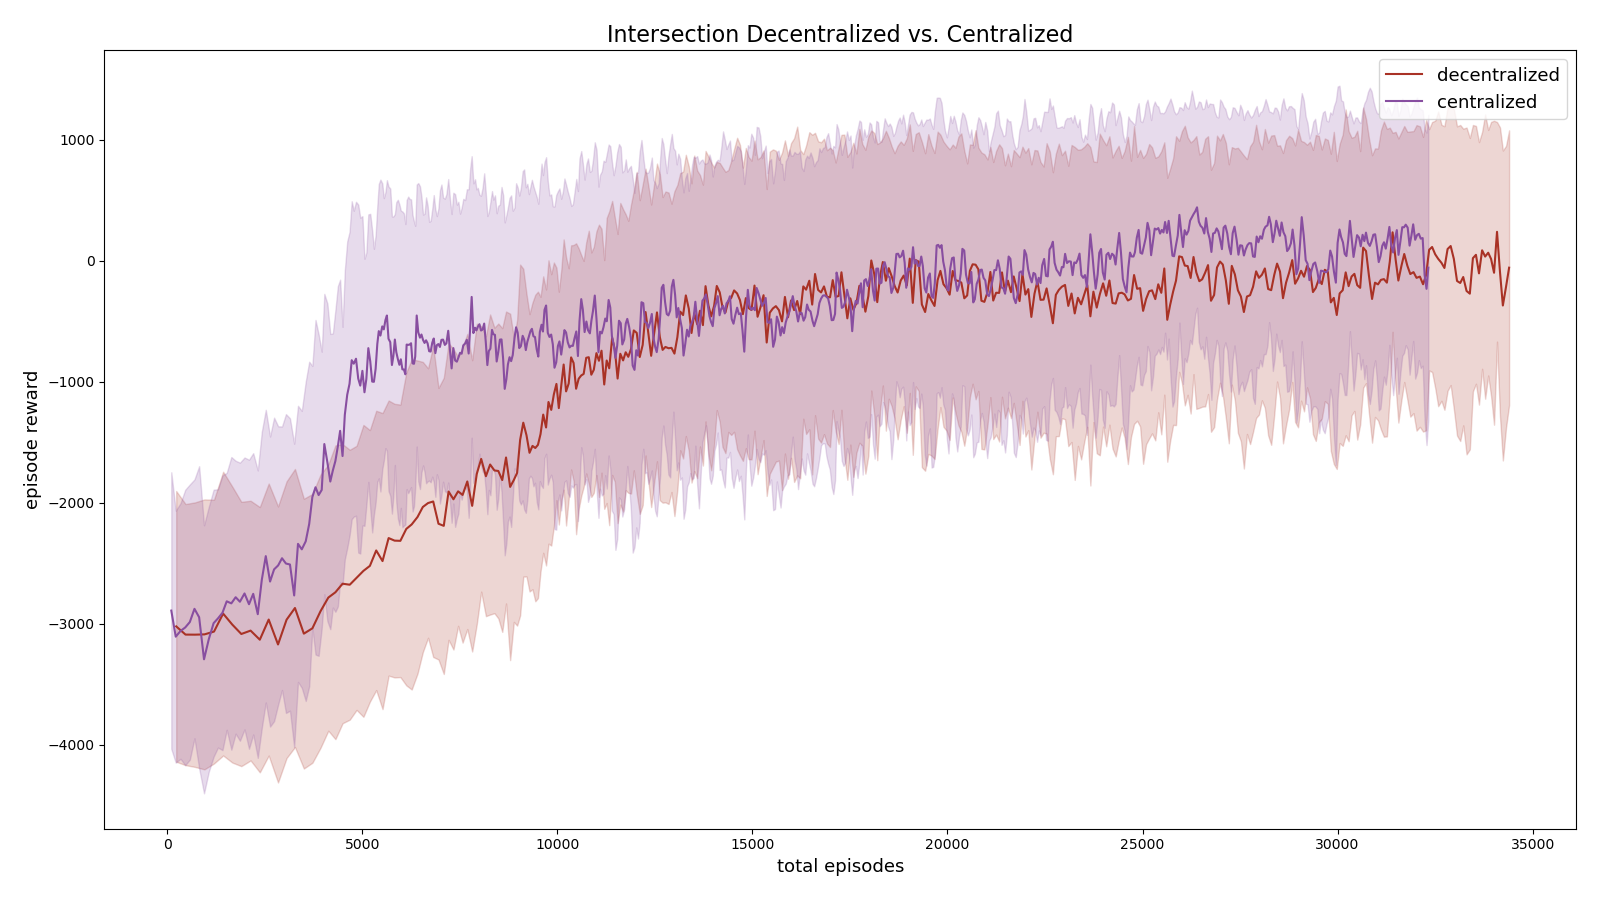 Intersection Decentralized vs. Centralized
decentralized
centralized
1000
0
−1000
−2000
−3000
−4000
episode reward
0 5000 10000 15000 20000 25000 30000 35000
total episodes